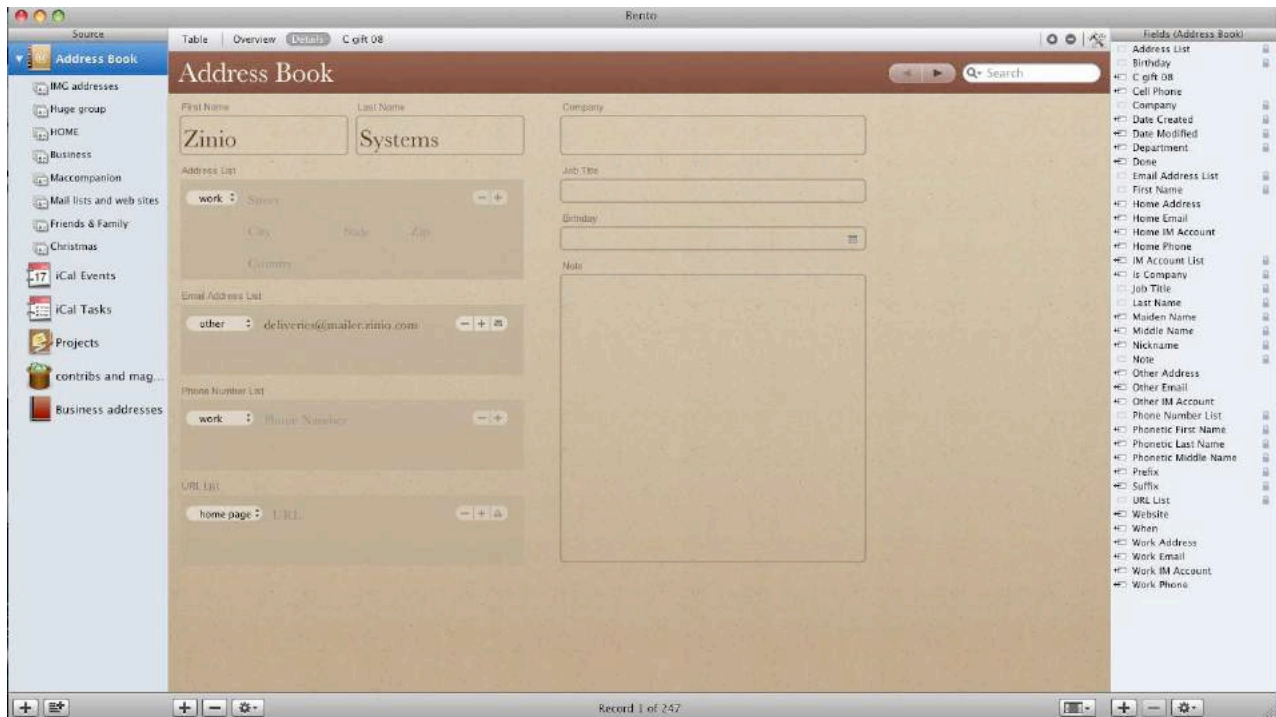 Bento
Source
Address Book
IMG addresses
Huge group
HOME
Business
Maccompanion
Mail lists and web sites
Friends & Family
Christmas
17 iCal Events
iCal Tasks
Projects
contribs and mag...
Business addresses
Table Overview Details C gift 08
Address Book
Search
First Name Last Name
Zinio Systems
Address List
work Street
City State Zip
Country
Email Address List
other deliveries@mailer.zinio.com
Phone Number List
work Phone Number
URL List
home page URL
Company
Job Title
Birthday
Note
Record 1 of 247
Fields (Address Book)
Address List
Birthday
C gift 08
Cell Phone
Company
Date Created
Date Modified
Department
Done
Email Address List
First Name
Home Address
Home Email
Home IM Account
Home Phone
IM Account List
Is Company
Job Title
Last Name
Maiden Name
Middle Name
Nickname
Note
Other Address
Other Email
Other IM Account
Phone Number List
Phonetic First Name
Phonetic Last Name
Phonetic Middle Name
Prefix
Suffix
URL List
Website
When
Work Address
Work Email
Work IM Account
Work Phone